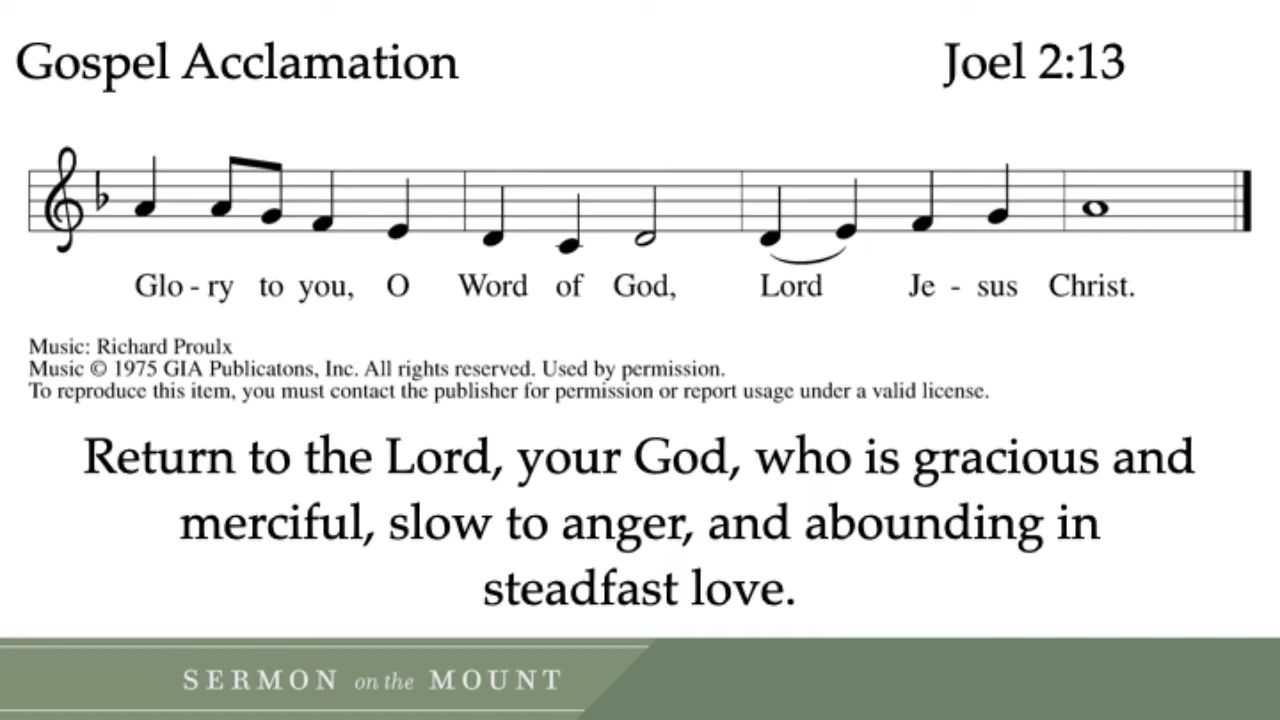 Gospel Acclamation Joel 2:13
Glo - ry to you, O Word of God, Lord Je - sus Christ.
Music: Richard Proulx
Music © 1975 GIA Publicatons, Inc. All rights reserved. Used by permission.
To reproduce this item, you must contact the publisher for permission or report usage under a valid license.
Return to the Lord, your God, who is gracious and
merciful, slow to anger, and abounding in
steadfast love.
SERMON on the MOUNT